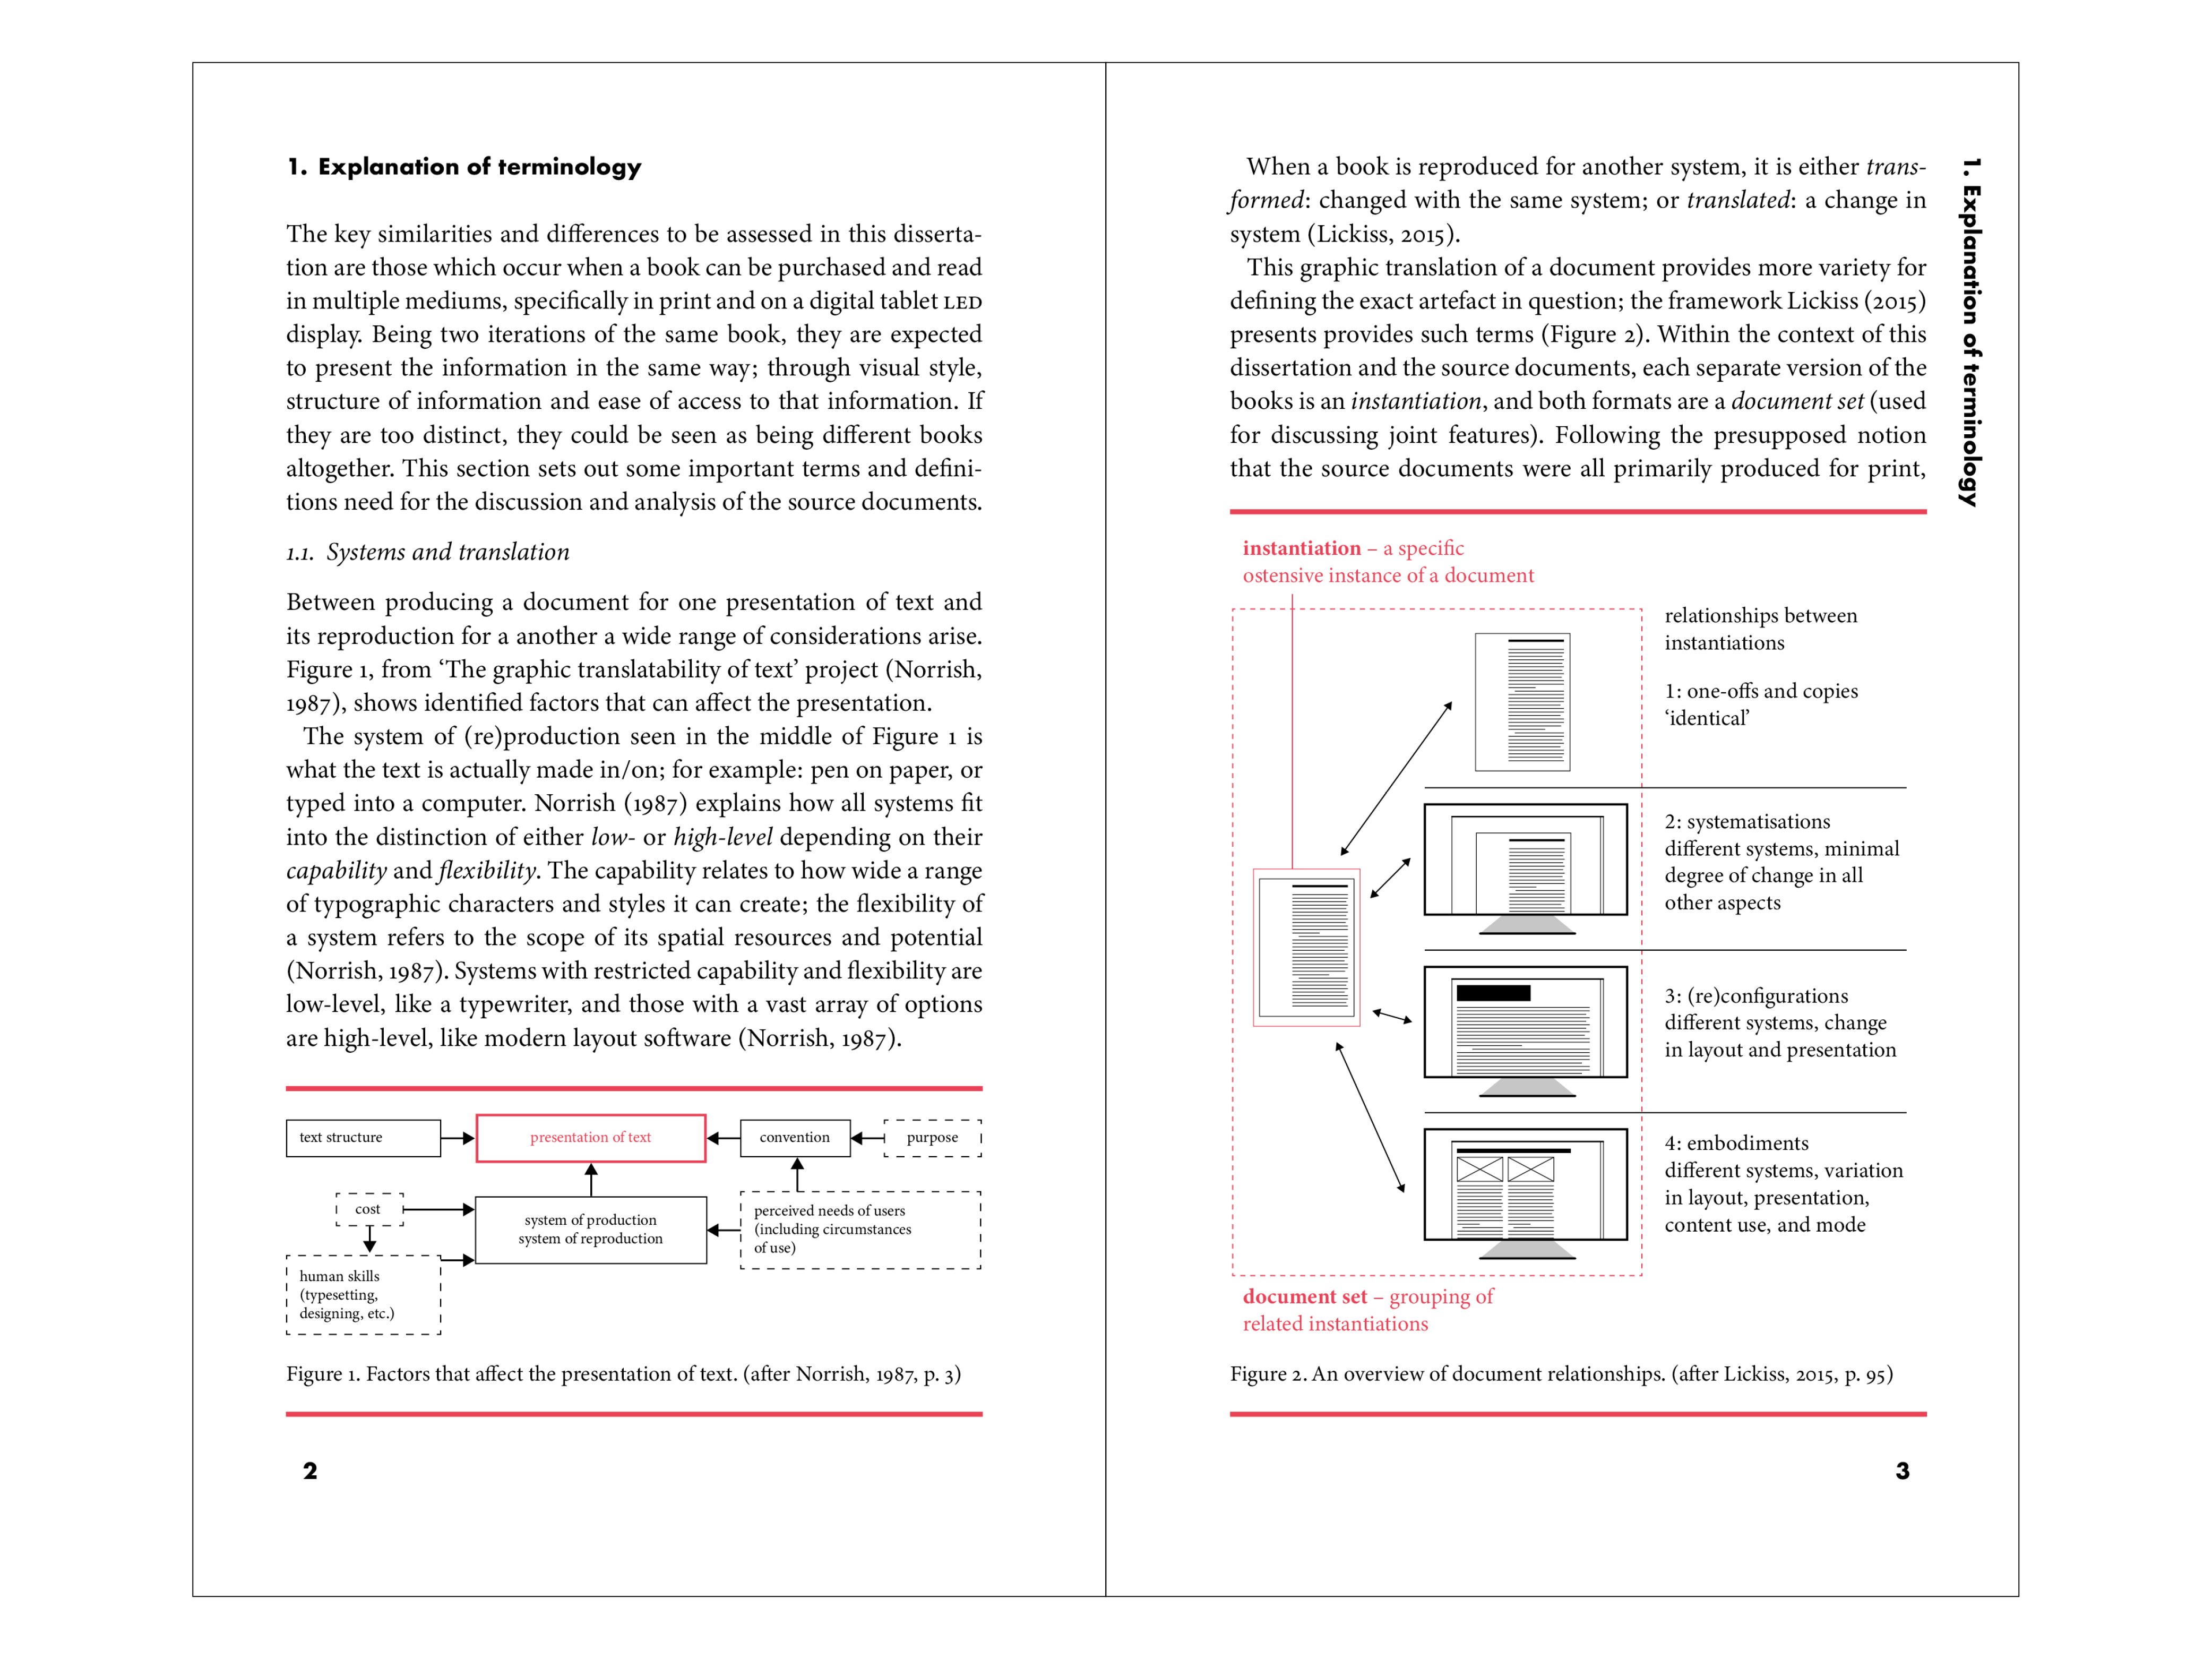 1. Explanation of terminology
The key similarities and differences to be assessed in this disserta-
tion are those which occur when a book can be purchased and read
in multiple mediums, specifically in print and on a digital tablet LED
display. Being two iterations of the same book, they are expected
to present the information in the same way; through visual style,
structure of information and ease of access to that information. If
they are too distinct, they could be seen as being different books
altogether. This section sets out some important terms and defini-
tions need for the discussion and analysis of the source documents.
1.1. Systems and translation
Between producing a document for one presentation of text and
its reproduction for a another a wide range of considerations arise.
Figure 1, from ‘The graphic translatability of text’ project (Norrish,
1987), shows identified factors that can affect the presentation.
The system of (re)production seen in the middle of Figure 1 is
what the text is actually made in/on; for example: pen on paper, or
typed into a computer. Norrish (1987) explains how all systems fit
into the distinction of either low- or high-level depending on their
capability and flexibility. The capability relates to how wide a range
of typographic characters and styles it can create; the flexibility of
a system refers to the scope of its spatial resources and potential
(Norrish, 1987). Systems with restricted capability and flexibility are
low-level, like a typewriter, and those with a vast array of options
are high-level, like modern layout software (Norrish, 1987).
text structure
presentation of text
convention
purpose
cost
system of production
system of reproduction
perceived needs of users
(including circumstances
of use)
human skills
(typesetting,
designing, etc.)
Figure 1. Factors that affect the presentation of text. (after Norrish, 1987, p. 3)
2
When a book is reproduced for another system, it is either trans-
formed: changed with the same system; or translated: a change in
system (Lickiss, 2015).
This graphic translation of a document provides more variety for
defining the exact artefact in question; the framework Lickiss (2015)
presents provides such terms (Figure 2). Within the context of this
dissertation and the source documents, each separate version of the
books is an instantiation, and both formats are a document set (used
for discussing joint features). Following the presupposed notion
that the source documents were all primarily produced for print,
1. Explanation of terminology
instantiation – a specific
ostensive instance of a document
relationships between
instantiations
1: one-offs and copies
‘identical’
2: systematisations
different systems, minimal
degree of change in all
other aspects
3: (re)configurations
different systems, change
in layout and presentation
4: embodiments
different systems, variation
in layout, presentation,
content use, and mode
document set – grouping of
related instantiations
Figure 2. An overview of document relationships. (after Lickiss, 2015, p. 95)
3